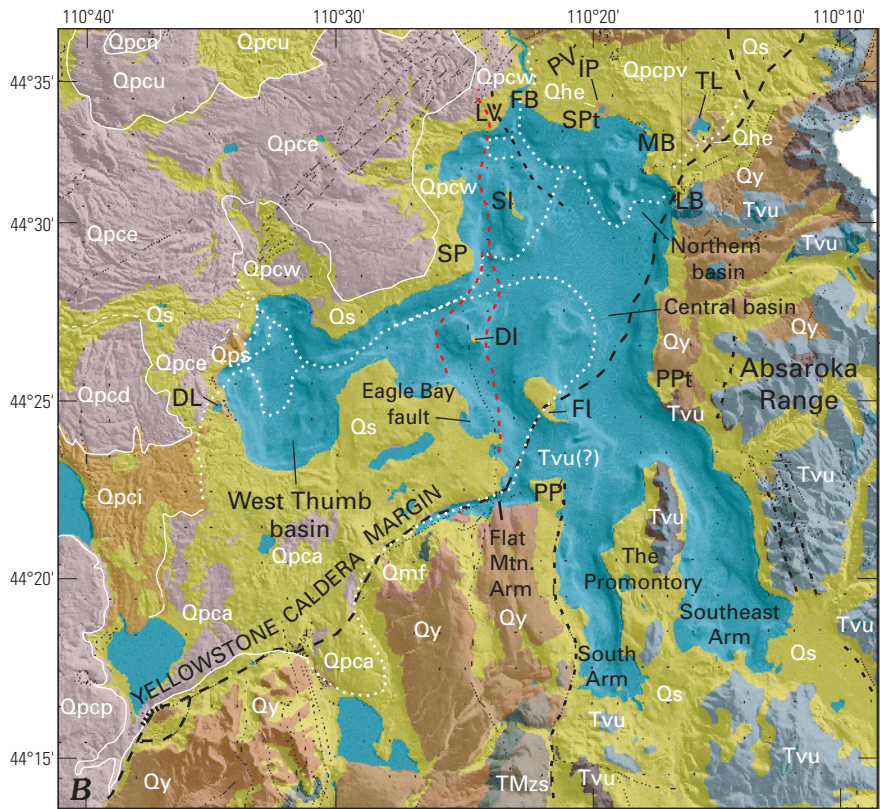 110°40' 110°30' 110°20' 110°10'
Qpcn
Qpcu
Qpcu
Qpcw
PV
IP
Qpcpv
Qs
44°35'
Qhe
TL
LV
FB
SPt
Qpce
MB
Qhe
Qpcw
Qy
44°30'
SI
LB
Tvu
Qpce
SP
Northern
basin
Tvu
Qpcw
Qs
Qs
Central basin
DI
Qy
Qps
Qpce
Qy
Qpcd
PPt
Absaroka
Range
DL
Eagle Bay
fault
FI
Tvu
44°25'
Qs
Tvu(?)
Tvu
Qpci
West Thumb
basin
PP
Tvu
Flat
Mtn.
Arm
Qpca
The
Promontory
44°20'
Qmf
Qpca
Qy
Qy
Southeast
Arm
YELLOWSTONE CALDERA MARGIN
Tvu
Qpca
South
Arm
Qs
Qs
Qpcp
Qy
Tvu
44°15'
Tvu
B
Qy
TMzs
Tvu